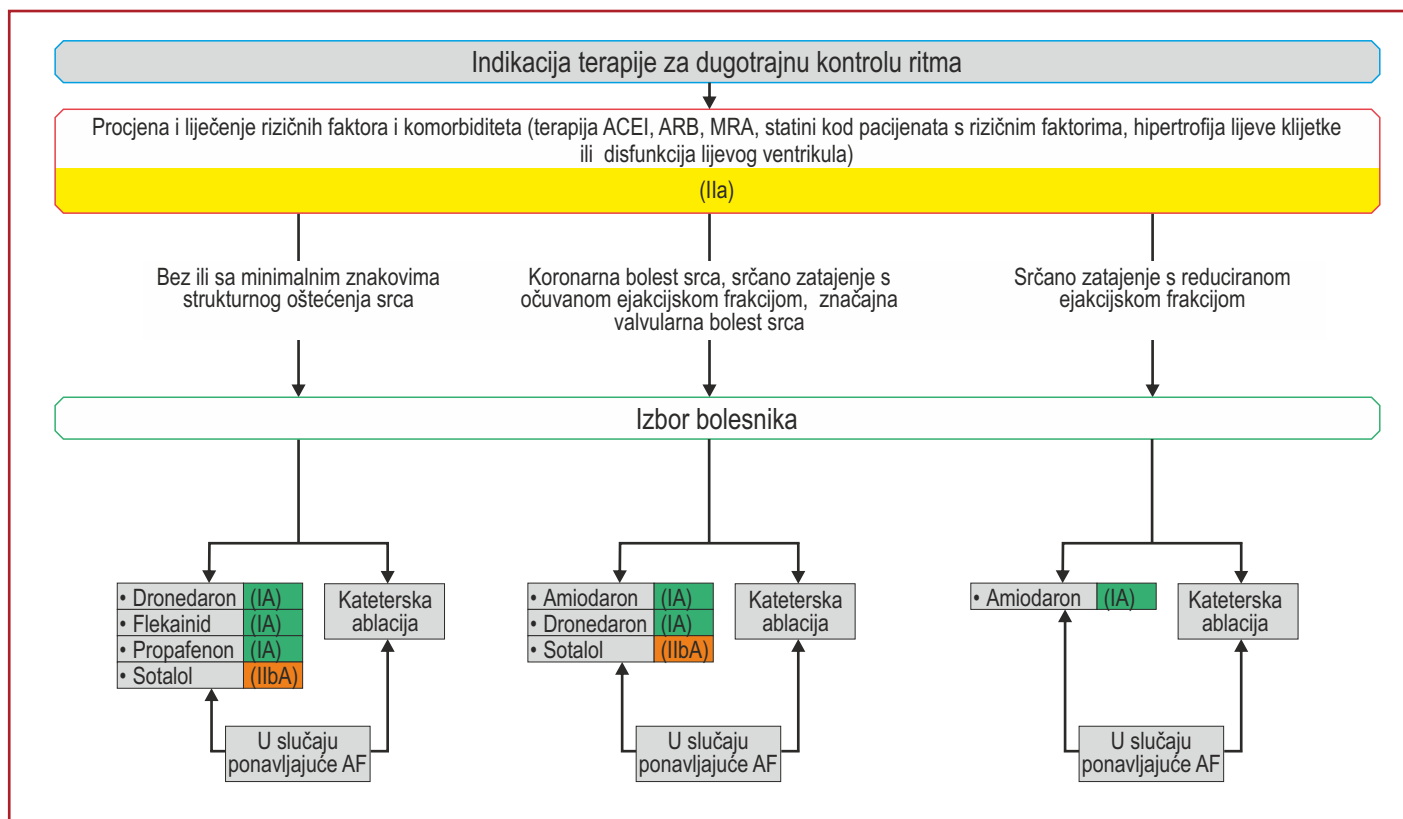 Indikacija terapije za dugotrajnu kontrolu ritma
Procjena i liječenje rizičnih faktora i komorbiditeta (terapija ACEI, ARB, MRA, statini kod pacijenata s rizičnim faktorima, hipertrofija lijeve klijetke
ili disfunkcija lijevog ventrikula)
(IIa)
Bez ili sa minimalnim znakovima
strukturnog oštećenja srca
Koronarna bolest srca, srčano zatajenje s
očuvanom ejakcijskom frakcijom, značajna
valvularna bolest srca
Srčano zatajenje s reduciranom
ejakcijskom frakcijom
Izbor bolesnika
• Dronedaron (IA)
• Flekainid (IA)
• Propafenon (IA)
• Sotalol (IIbA)
Kateterska
ablacija
U slučaju
ponavljajuće AF
• Amiodaron (IA)
• Dronedaron (IA)
• Sotalol (IIbA)
Kateterska
ablacija
U slučaju
ponavljajuće AF
• Amiodaron (IA)
Kateterska
ablacija
U slučaju
ponavljajuće AF